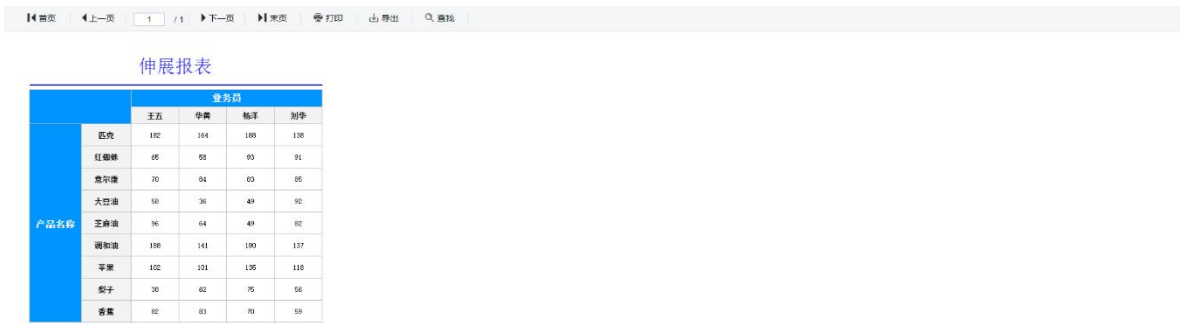 首页 上一页 1 / 1 下一页 末页 打印 导出 查找
伸展报表
业务员
王五 华黄 杨洋 刘华
产品名称
匹克 182 164 188 138
红蜘蛛 65 58 93 91
意尔康 70 84 83 85
大豆油 58 36 49 92
芝麻油 96 64 49 82
调和油 188 141 190 137
苹果 102 101 135 118
梨子 38 62 75 56
香蕉 82 83 70 59